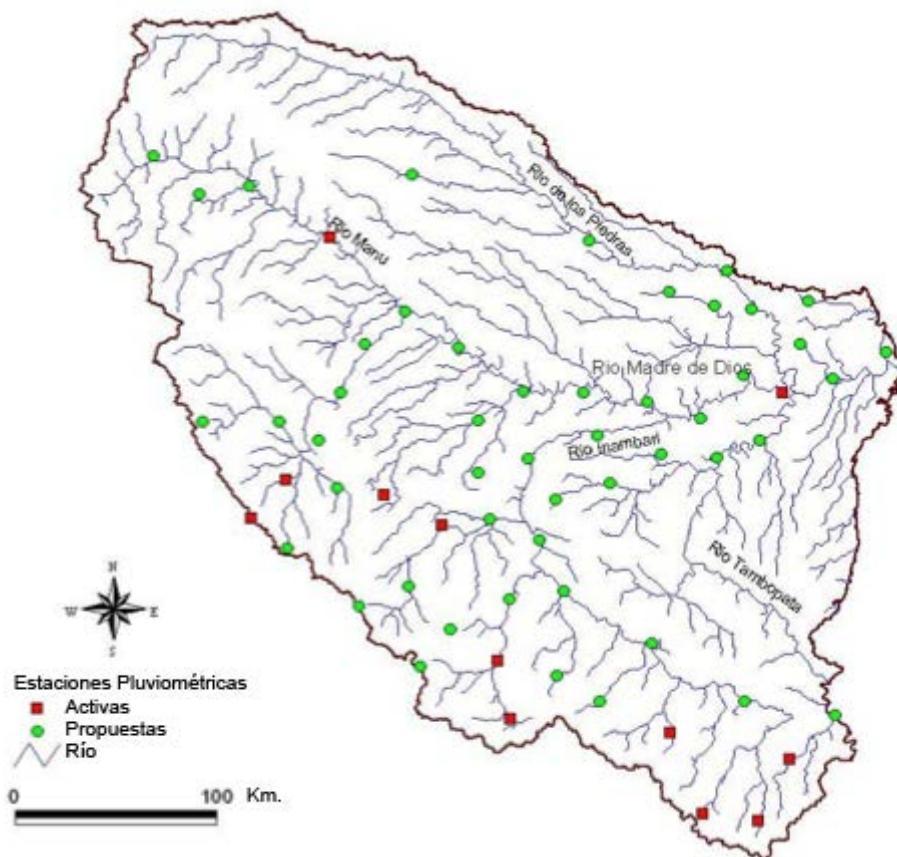 Río de los Piedras
Río Manu
Río Madre de Dios
Río Inambari
Río Tambopata
N
W
E
S
Estaciones Pluviométricas
Activas
Propuestas
Río
0
100 Km.